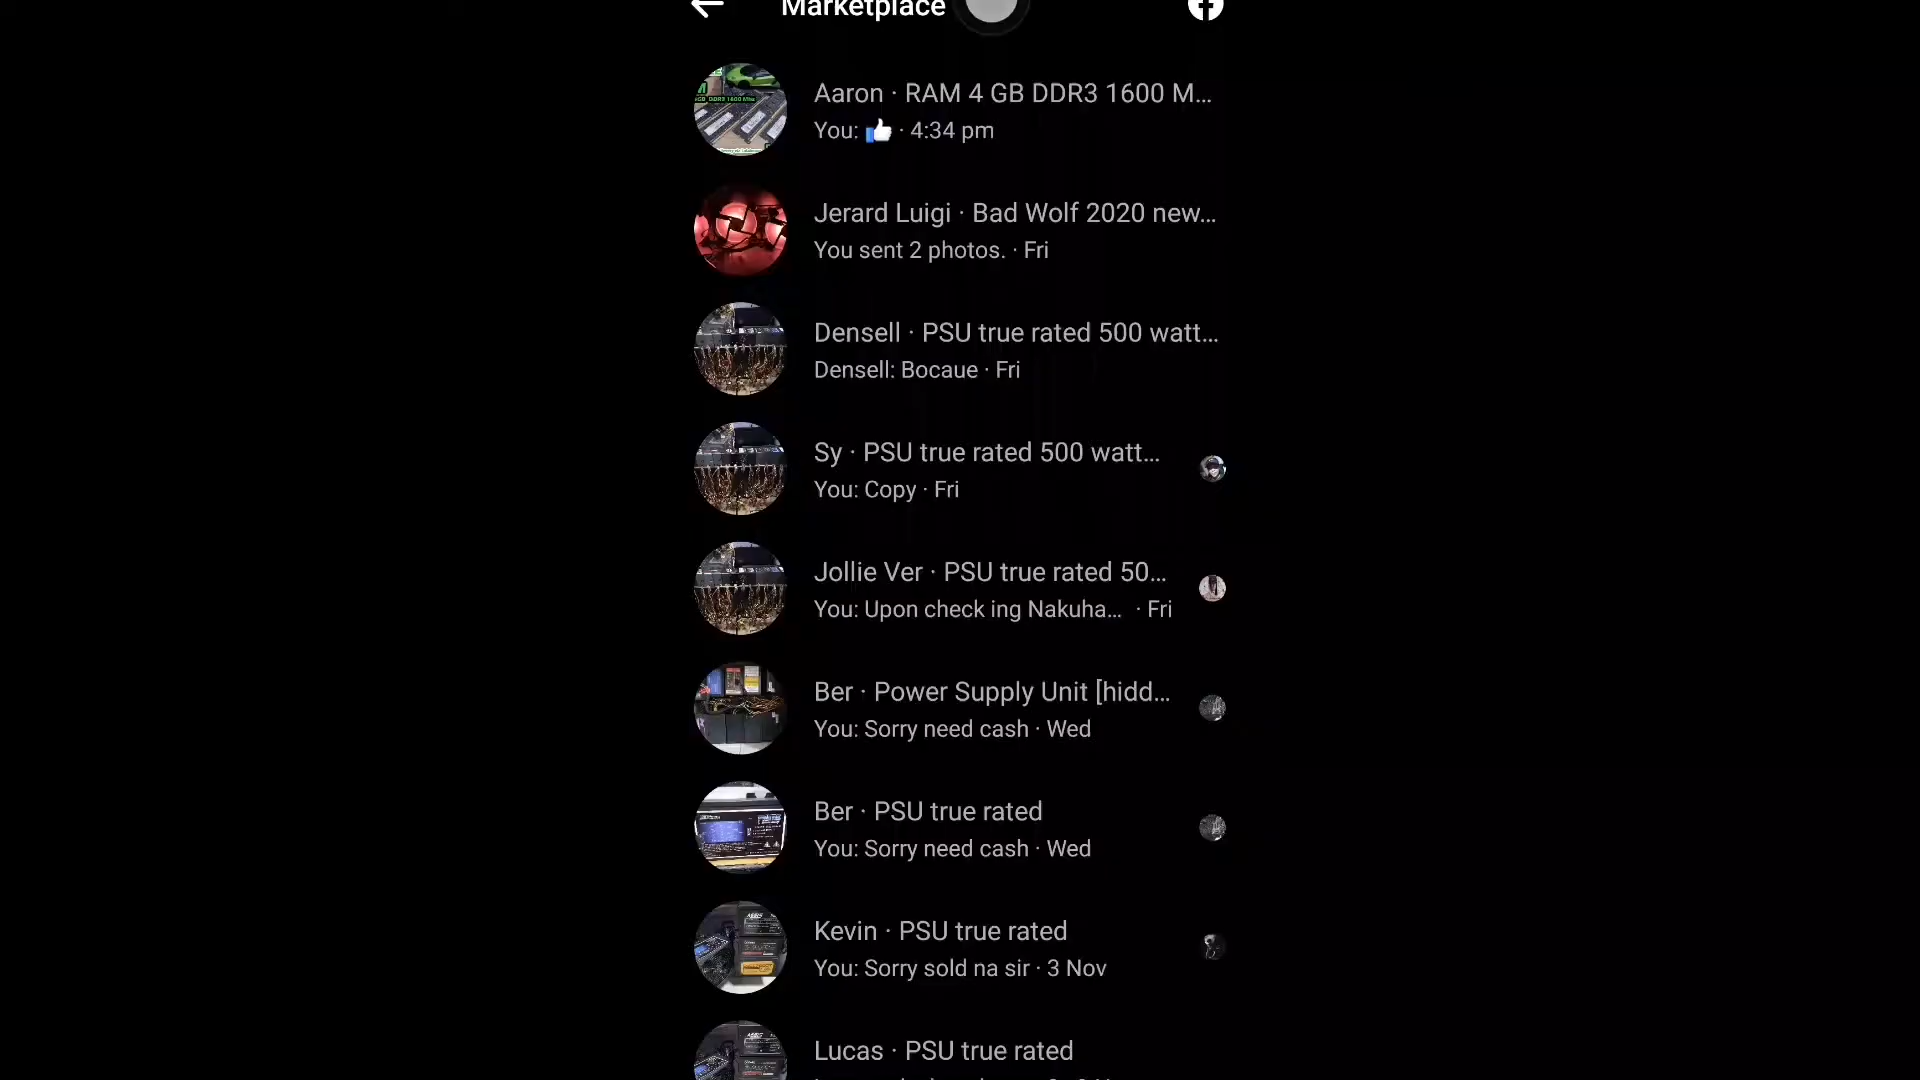 Marketplace
Aaron · RAM 4 GB DDR3 1600 M...
You: 👍 · 4:34 pm
Jerard Luigi · Bad Wolf 2020 new...
You sent 2 photos. · Fri
Densell · PSU true rated 500 watt...
Densell: Bocaue · Fri
Sy · PSU true rated 500 watt...
You: Copy · Fri
Jollie Ver · PSU true rated 50...
You: Upon check ing Nakuha... · Fri
Ber · Power Supply Unit [hidd...
You: Sorry need cash · Wed
Ber · PSU true rated
You: Sorry need cash · Wed
Kevin · PSU true rated
You: Sorry sold na sir · 3 Nov
Lucas · PSU true rated